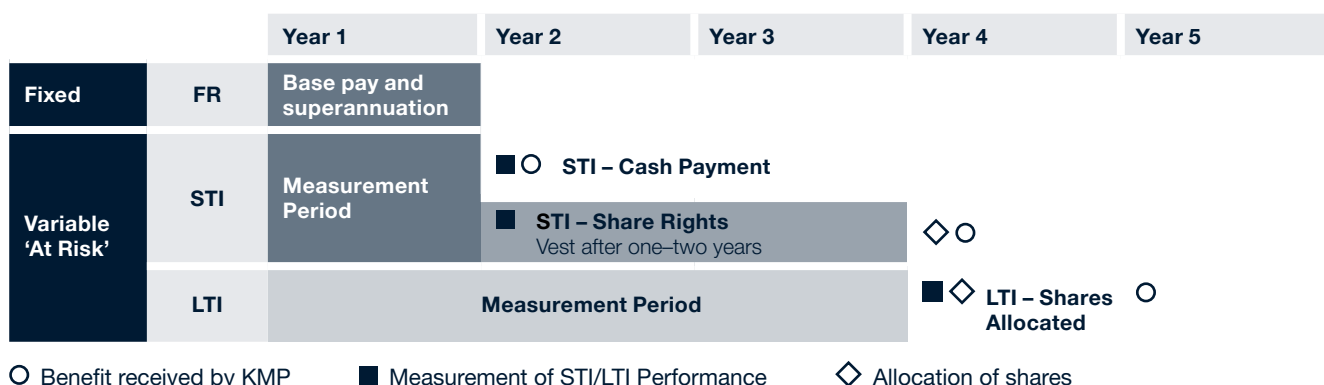 Year 1 Year 2 Year 3 Year 4 Year 5
Fixed FR Base pay and
superannuation
STI – Cash Payment
Variable
‘At Risk’
STI
Measurement
Period
STI – Share Rights
Vest after one–two years
LTI Measurement Period
LTI – Shares
Allocated
Benefit received by KMP Measurement of STI/LTI Performance Allocation of shares